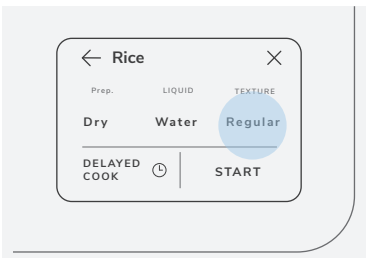 Rice
Prep. LIQUID TEXTURE
Dry Water Regular
DELAYED
COOK
START